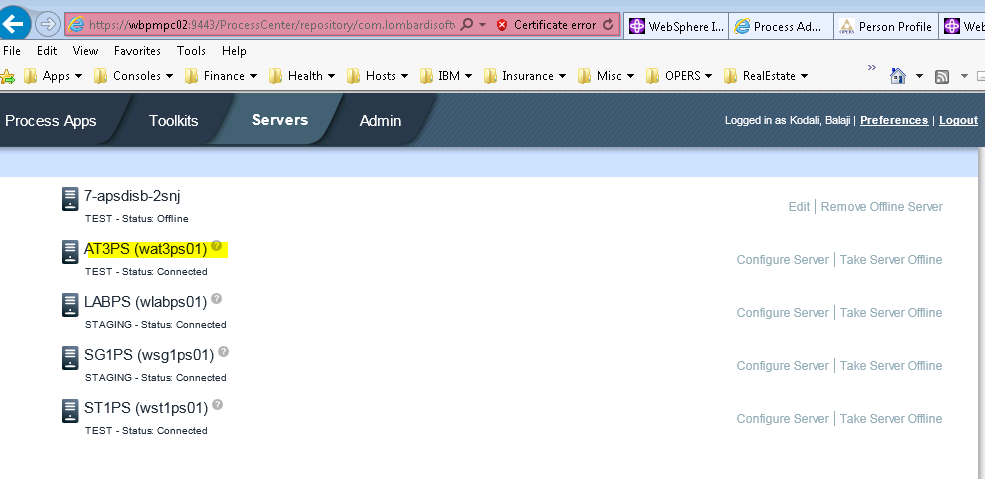 https://wbpmpc02:9443/ProcessCenter/repository/com.lombardisoft Certificate error WebSphere I... Process Ad... Person Profile Web
File Edit View Favorites Tools Help
Apps Consoles Finance Health Hosts IBM Insurance Misc OPERS RealEstate »
Process Apps Toolkits Servers Admin Logged in as Kodali, Balaji | Preferences | Logout
7-apsdisb-2snj
TEST - Status: Offline
Edit | Remove Offline Server
AT3PS (wat3ps01) ?
TEST - Status: Connected
Configure Server | Take Server Offline
LABPS (wlabps01) ?
STAGING - Status: Connected
Configure Server | Take Server Offline
SG1PS (wsg1ps01) ?
STAGING - Status: Connected
Configure Server | Take Server Offline
ST1PS (wst1ps01) ?
TEST - Status: Connected
Configure Server | Take Server Offline